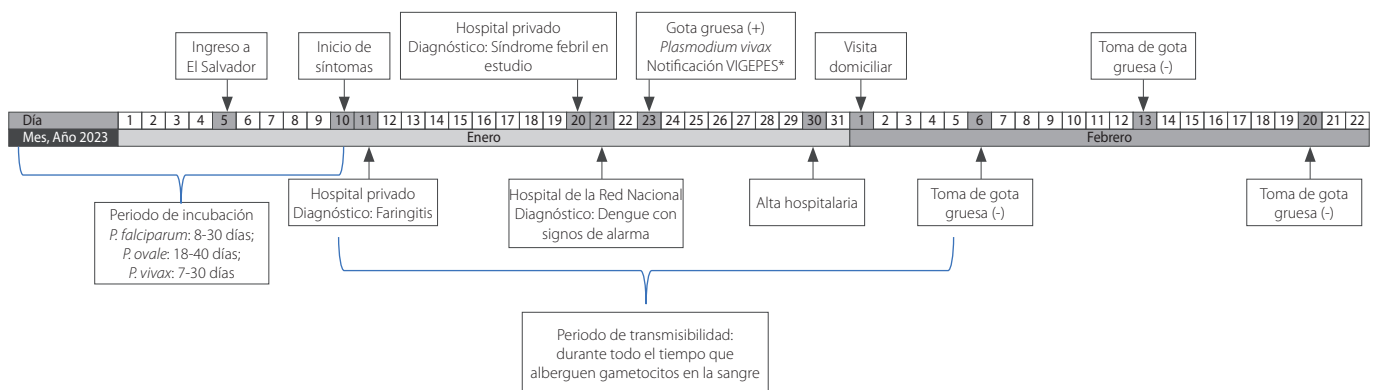 Ingreso a
El Salvador
Inicio de
síntomas
Hospital privado
Diagnóstico: Síndrome febril en
estudio
Gota gruesa (+)
Plasmodium vivax
Notificación VIGEPES*
Visita
domiciliar
Toma de gota
gruesa (-)
Día 1 2 3 4 5 6 7 8 9 10 11 12 13 14 15 16 17 18 19 20 21 22 23 24 25 26 27 28 29 30 31 1 2 3 4 5 6 7 8 9 10 11 12 13 14 15 16 17 18 19 20 21 22
Mes, Año 2023 Enero Febrero
Hospital privado
Diagnóstico: Faringitis
Hospital de la Red Nacional
Diagnóstico: Dengue con
signos de alarma
Alta hospitalaria
Toma de gota
gruesa (-)
Toma de gota
gruesa (-)
Periodo de incubación
P. falciparum: 8-30 días;
P. ovale: 18-40 días;
P. vivax: 7-30 días
Periodo de transmisibilidad:
durante todo el tiempo que
alberguen gametocitos en la sangre